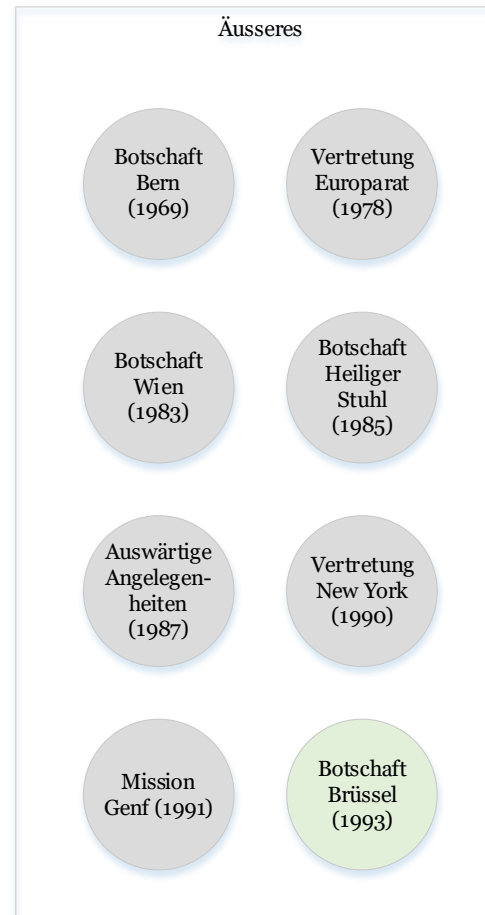 Äusseres
Botschaft
Bern
(1969)
Vertretung
Europarat
(1978)
Botschaft
Wien
(1983)
Botschaft
Heiliger
Stuhl
(1985)
Auswärtige
Angelegen-
heiten
(1987)
Vertretung
New York
(1990)
Mission
Genf (1991)
Botschaft
Brüssel
(1993)